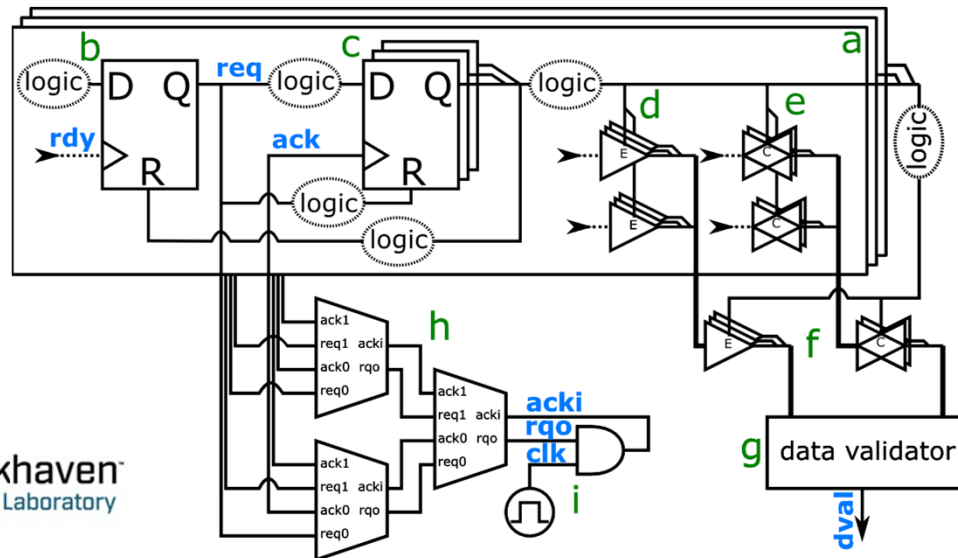 b
c
a
logic
D Q
req
logic
D Q
logic
d
e
logic
rdy
ack
E
C
R
R
logic
logic
E
C
ack1
req1 acki
ack0 rqo
req0
h
E
f
C
ack1
req1 acki
ack0 rqo
req0
acki
rqo
clk
i
g
data validator
ack1
req1 acki
ack0 rqo
req0
khaven™
Laboratory
dval